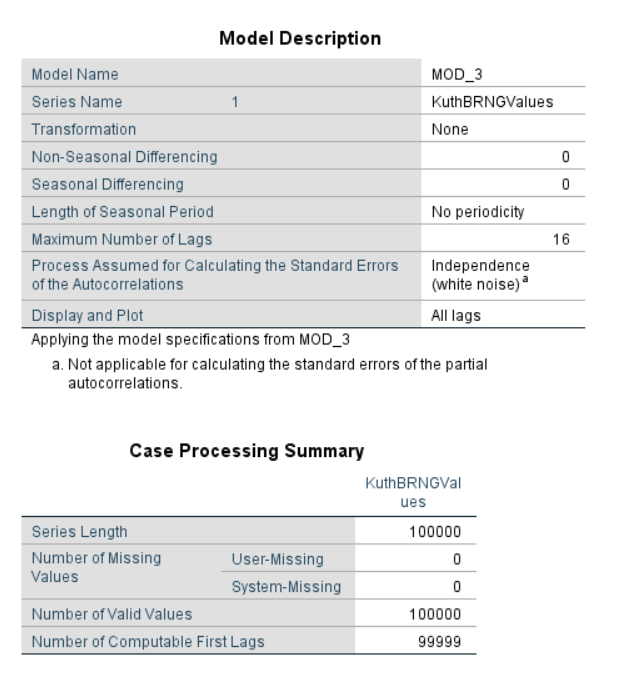 Model Description
Model Name MOD_3
Series Name 1 KuthBRNGValues
Transformation None
Non-Seasonal Differencing 0
Seasonal Differencing 0
Length of Seasonal Period No periodicity
Maximum Number of Lags 16
Process Assumed for Calculating the Standard Errors
of the Autocorrelations
Independence
(white noise) a
Display and Plot All lags
Applying the model specifications from MOD_3
a. Not applicable for calculating the standard errors of the partial
autocorrelations.
Case Processing Summary
KuthBRNGVal
ues
Series Length 100000
Number of Missing
Values
User-Missing 0
System-Missing 0
Number of Valid Values 100000
Number of Computable First Lags 99999